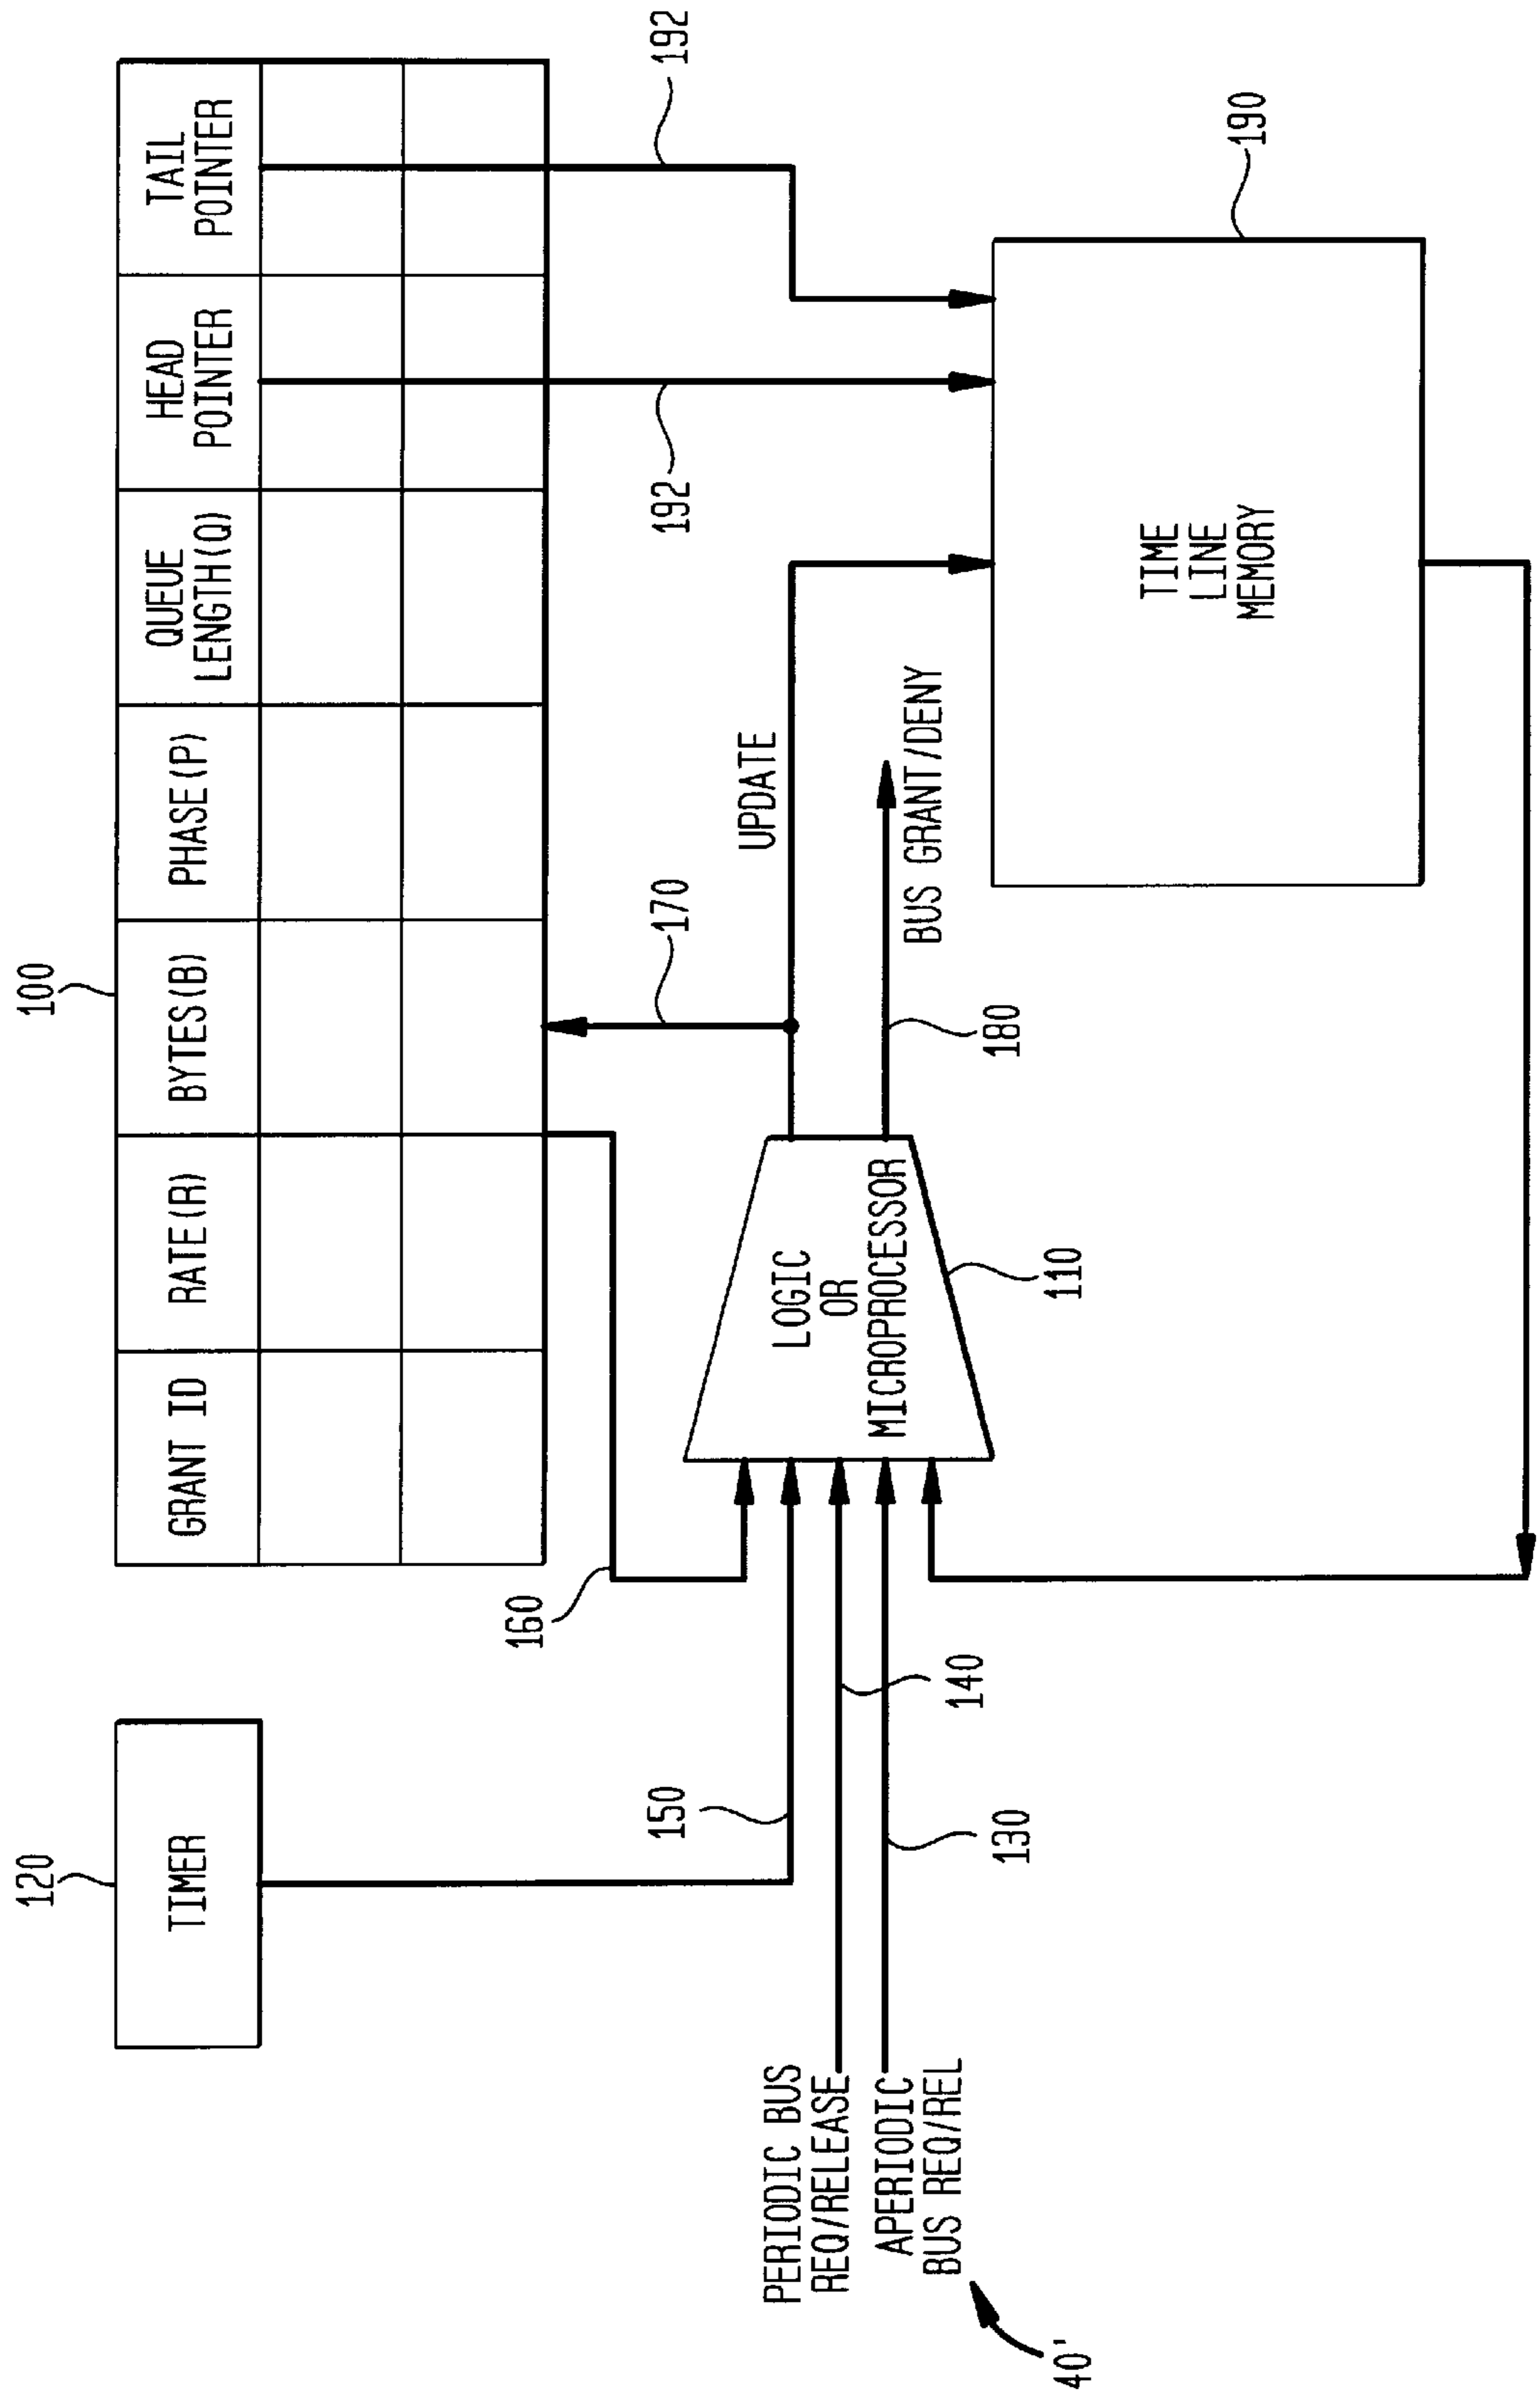 120
TIMER
100
GRANT ID
RATE(R)
BYTES(B)
PHASE(P)
QUEUE
LENGTH(Q)
HEAD
POINTER
TAIL
POINTER
160
150
170
192
192
UPDATE
PERIODIC BUS
REQ/RELEASE
APERIODIC
BUS REQ/REL
140
130
LOGIC
OR
MICROPROCESSOR
110
180
BUS GRANT/DENY
TIME
LINE
MEMORY
190
40'